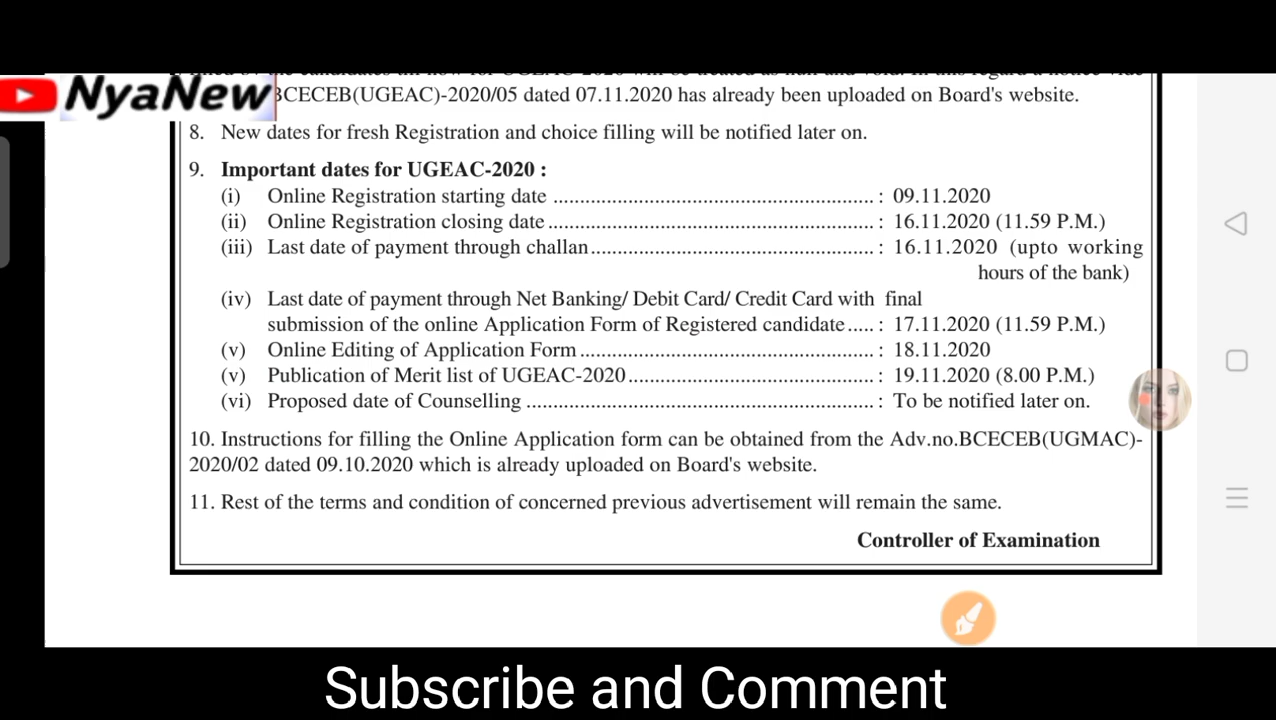 NyaNew
BCECEB(UGEAC)-2020/05 dated 07.11.2020 has already been uploaded on Board's website.
8. New dates for fresh Registration and choice filling will be notified later on.
9. Important dates for UGEAC-2020 :
(i) Online Registration starting date ............................................................. : 09.11.2020
(ii) Online Registration closing date .............................................................. : 16.11.2020 (11.59 P.M.)
(iii) Last date of payment through challan...................................................... : 16.11.2020 (upto working
hours of the bank)
(iv) Last date of payment through Net Banking/ Debit Card/ Credit Card with final
submission of the online Application Form of Registered candidate ..... : 17.11.2020 (11.59 P.M.)
(v) Online Editing of Application Form ........................................................ : 18.11.2020
(v) Publication of Merit list of UGEAC-2020............................................... : 19.11.2020 (8.00 P.M.)
(vi) Proposed date of Counselling .................................................................. : To be notified later on.
10. Instructions for filling the Online Application form can be obtained from the Adv.no.BCECEB(UGMAC)-
2020/02 dated 09.10.2020 which is already uploaded on Board's website.
11. Rest of the terms and condition of concerned previous advertisement will remain the same.
Controller of Examination
Subscribe and Comment